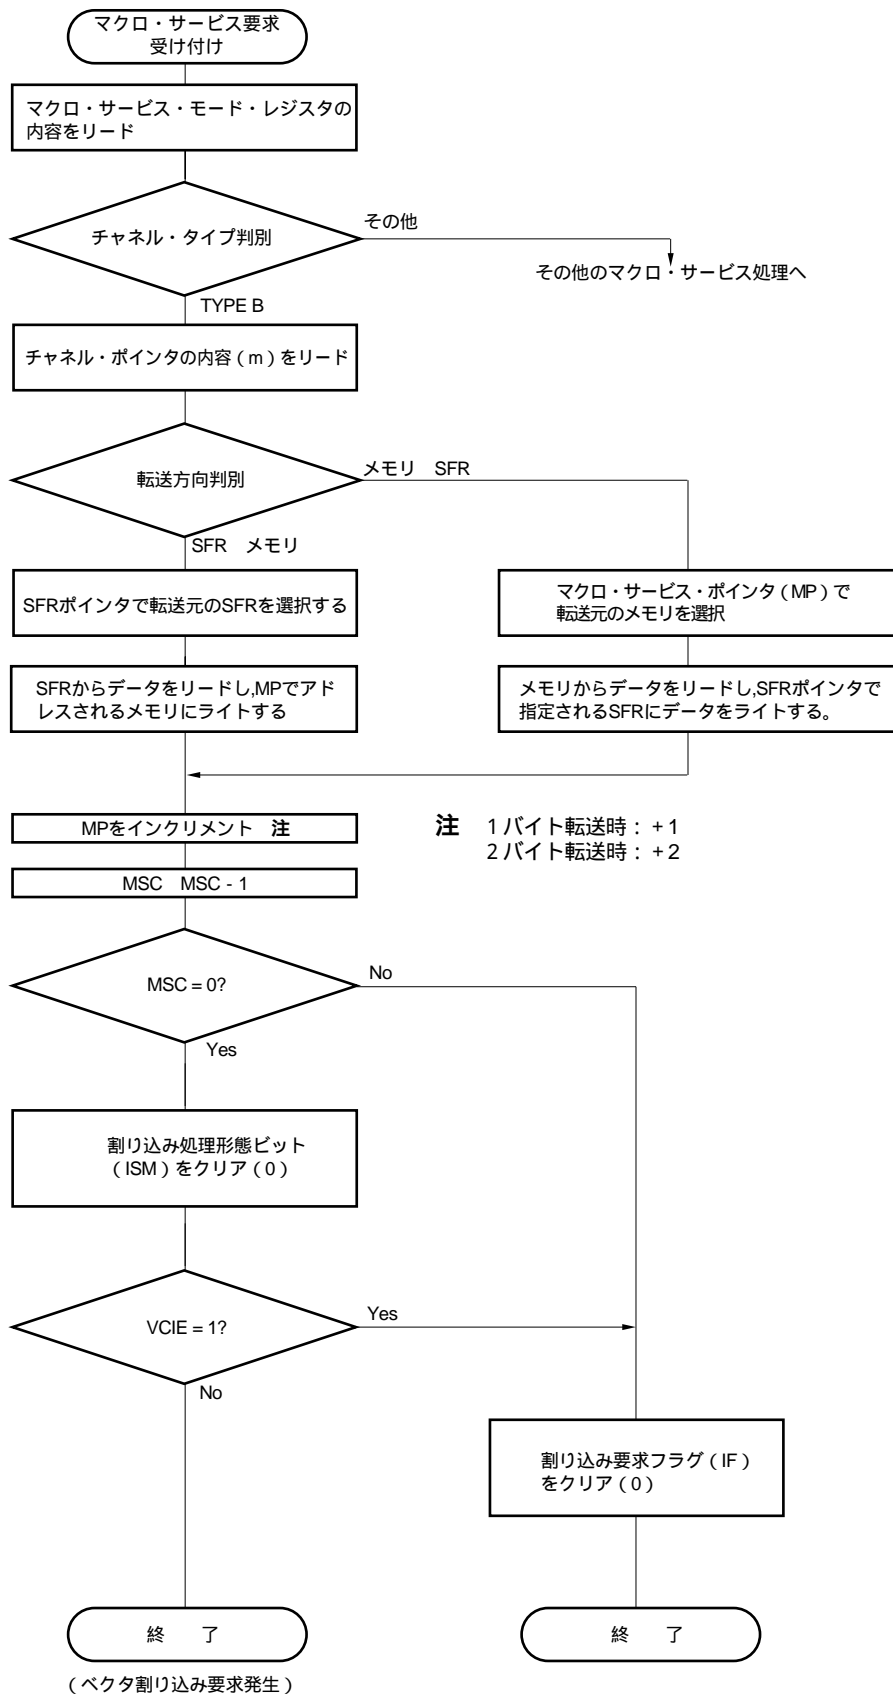 マクロ・サービス要求
受け付け
マクロ・サービス・モード・レジスタの
内容をリード
チャネル・タイプ判別
その他
その他のマクロ・サービス処理へ
TYPE B
チャネル・ポインタの内容（m）をリード
転送方向判別
メモリ　SFR
SFR　メモリ
SFRポインタで転送元のSFRを選択する
マクロ・サービス・ポインタ（MP）で
転送元のメモリを選択
SFRからデータをリードし,MPでアド
レスされるメモリにライトする
メモリからデータをリードし,SFRポインタで
指定されるSFRにデータをライトする。
MPをインクリメント　注
注　1バイト転送時：+1
2バイト転送時：+2
MSC　MSC - 1
MSC = 0?
No
Yes
割り込み処理形態ビット
（ISM）をクリア（0）
VCIE = 1?
Yes
No
割り込み要求フラグ（IF）
をクリア（0）
終　了
終　了
（ベクタ割り込み要求発生）